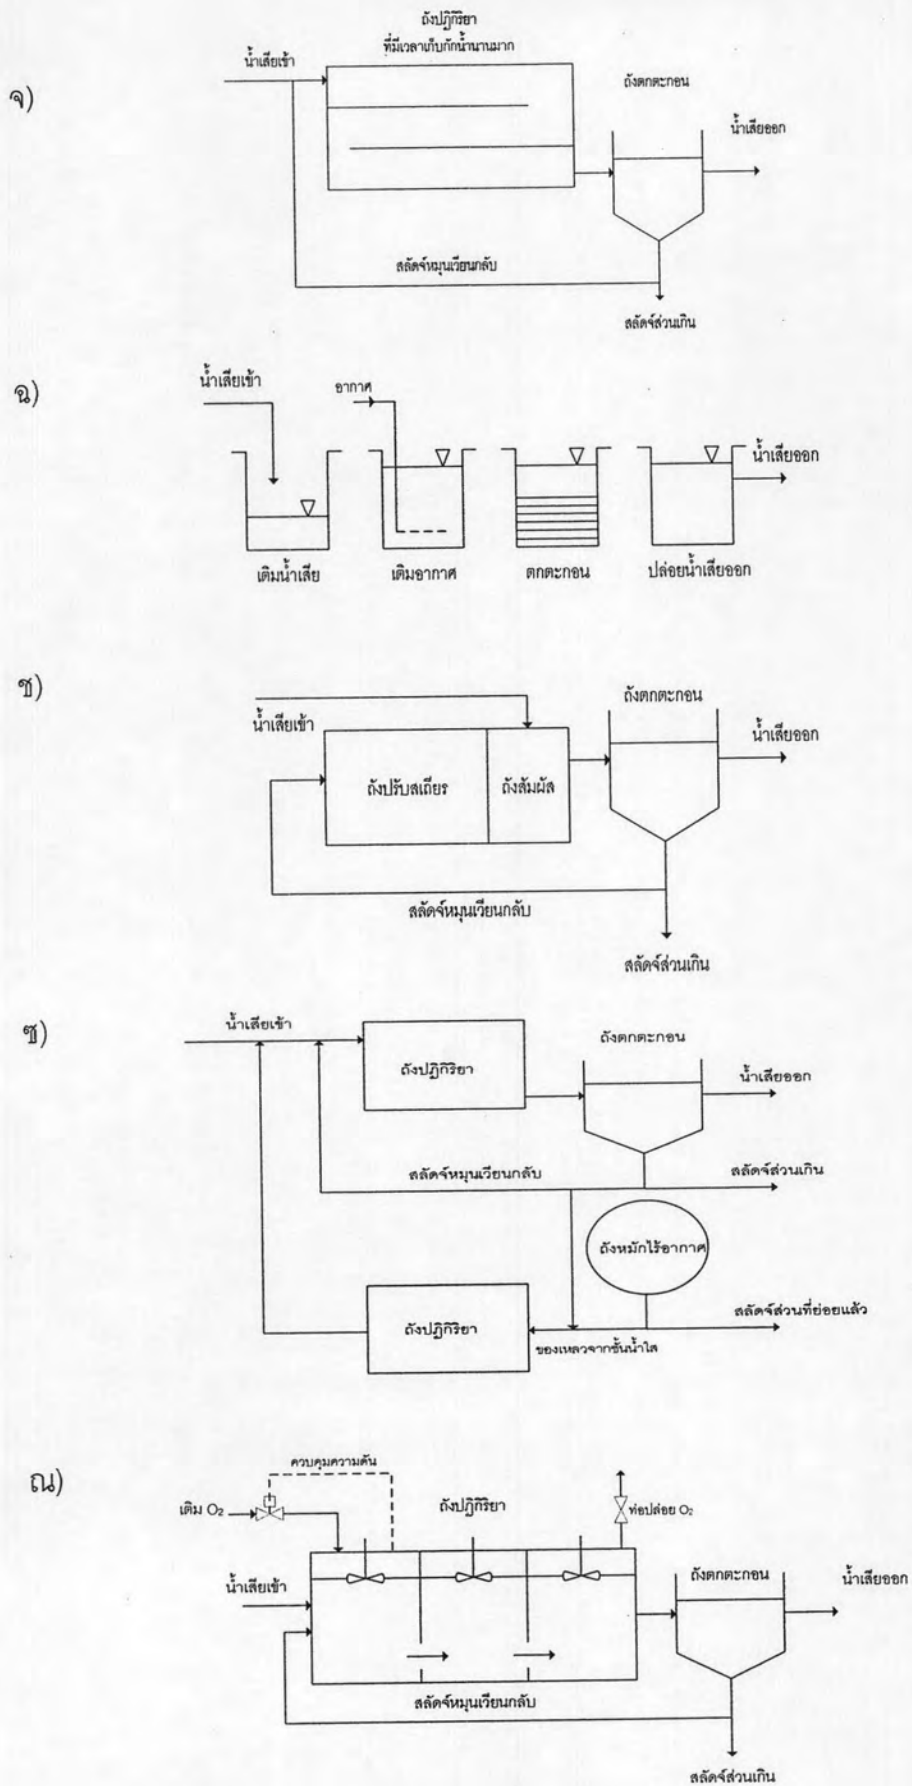 จ)
ถังปฏิกิริยา
ที่มีเวลาเก็บกักน้ำนานมาก
น้ำเสียเข้า
ถังตกตะกอน
น้ำเสียออก
สลัดจ์หมุนเวียนกลับ
สลัดจ์ส่วนเกิน
ฉ)
น้ำเสียเข้า
อากาศ
น้ำเสียออก
เติมน้ำเสีย
เติมอากาศ
ตกตะกอน
ปล่อยน้ำเสียออก
ช)
น้ำเสียเข้า
ถังตกตะกอน
น้ำเสียออก
ถังปรับสเถียร
ถังสัมผัส
สลัดจ์หมุนเวียนกลับ
สลัดจ์ส่วนเกิน
ซ)
น้ำเสียเข้า
ถังปฏิกิริยา
ถังตกตะกอน
น้ำเสียออก
สลัดจ์หมุนเวียนกลับ
สลัดจ์ส่วนเกิน
ถังหมักไร้อากาศ
สลัดจ์ส่วนที่ย่อยแล้ว
ถังปฏิกิริยา
ของเหลวจากชั้นน้ำใส
ณ)
ควบคุมความดัน
เติม O₂
ถังปฏิกิริยา
ท่อปล่อย O₂
น้ำเสียเข้า
ถังตกตะกอน
น้ำเสียออก
สลัดจ์หมุนเวียนกลับ
สลัดจ์ส่วนเกิน